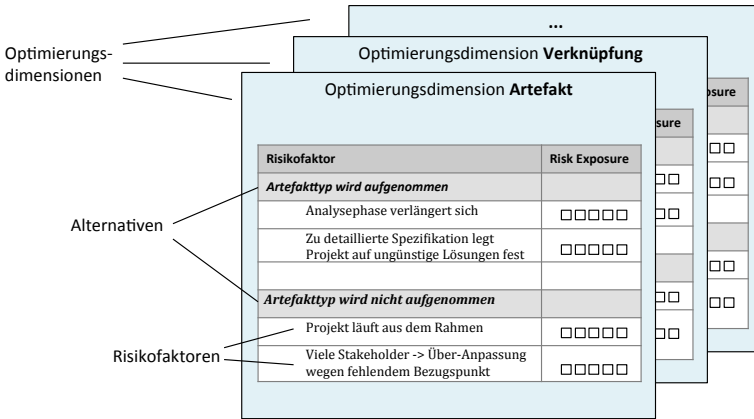 ...
Optimierungsdimension Verknüpfung
Optimierungsdimension Artefakt
Optimierungs-
dimensionen
Risikofaktor Risk Exposure
Artefakttyp wird aufgenommen
Analysephase verlängert sich
Zu detaillierte Spezifikation legt
Projekt auf ungünstige Lösungen fest
Artefakttyp wird nicht aufgenommen
Projekt läuft aus dem Rahmen
Viele Stakeholder -> Über-Anpassung
wegen fehlendem Bezugspunkt
Alternativen
Risikofaktoren
sure
osure